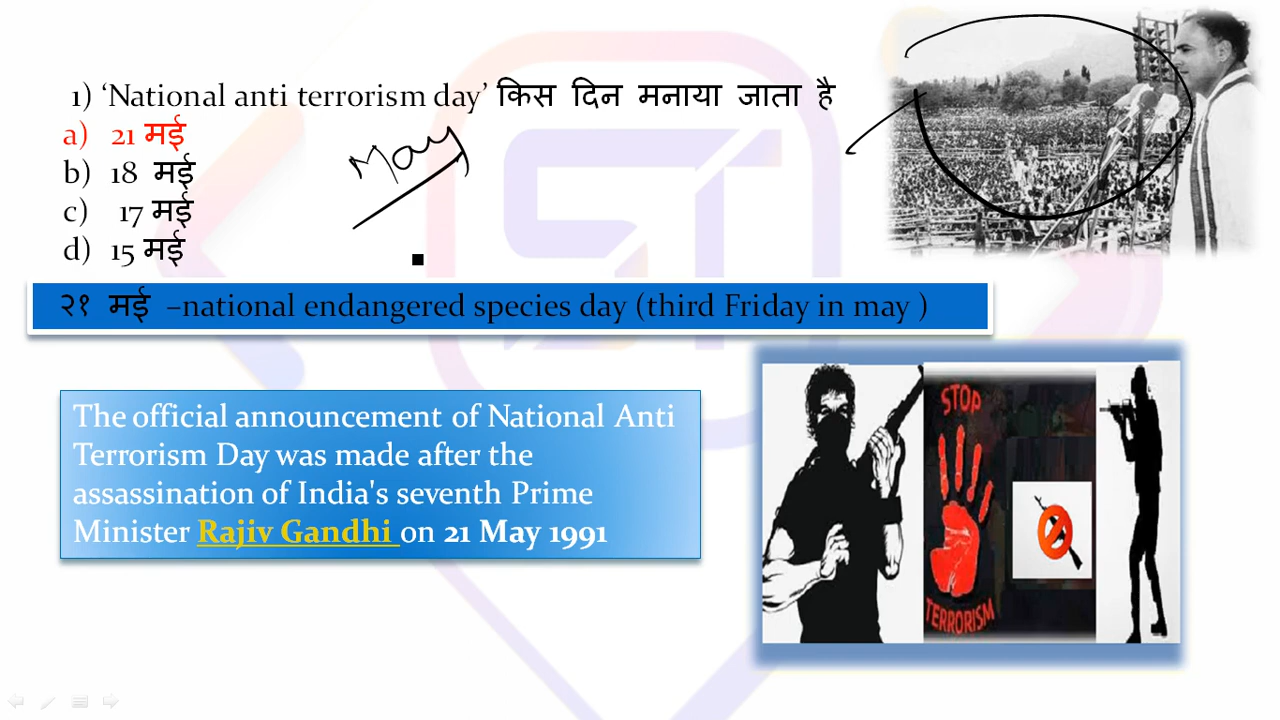 1) ‘National anti terrorism day’ किस दिन मनाया जाता है
a) 21 मई
b) 18 मई
c) 17 मई
d) 15 मई
May
२१ मई –national endangered species day (third Friday in may )
The official announcement of National Anti
Terrorism Day was made after the
assassination of India's seventh Prime
Minister Rajiv Gandhi on 21 May 1991
STOP
TERRORISM